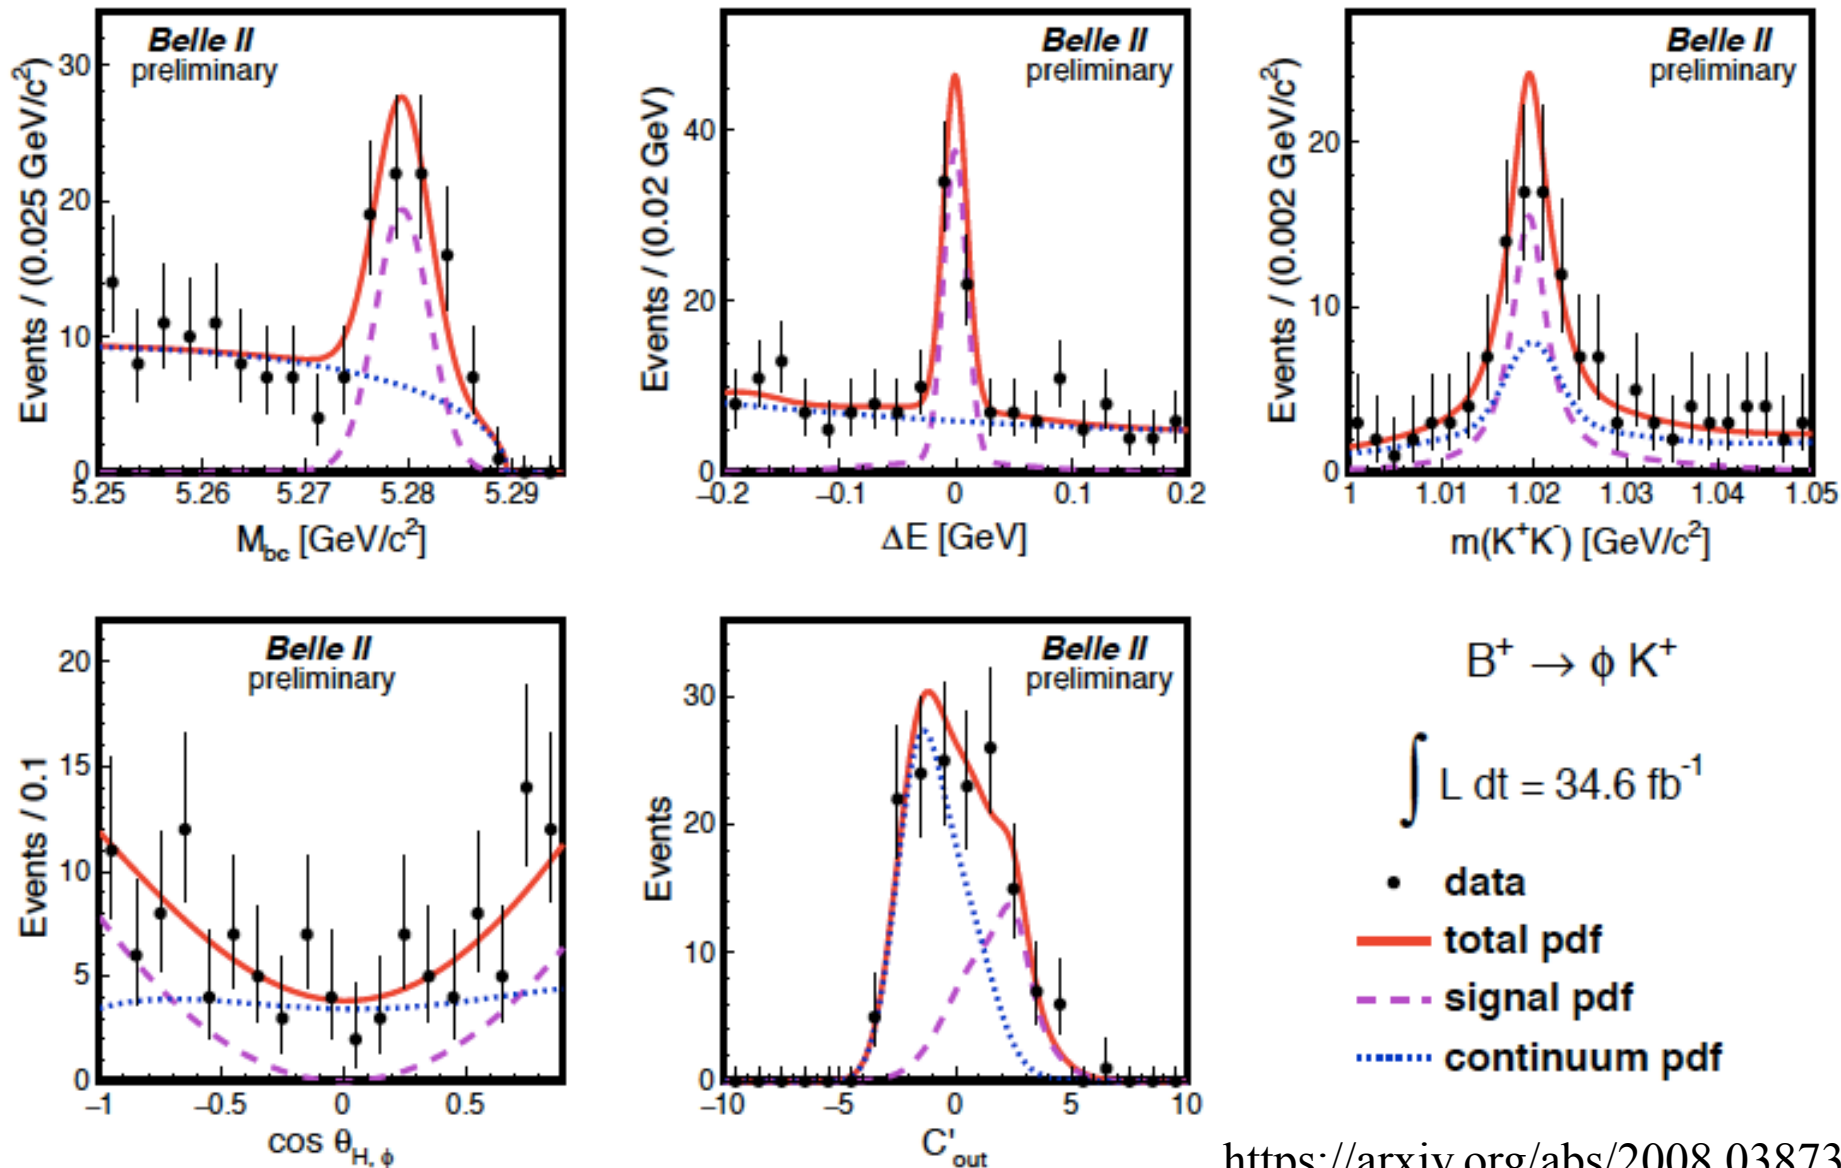 Belle II
preliminary
Events / (0.025 GeV/c²)
30
20
10
0
5.25 5.26 5.27 5.28 5.29
M_bc [GeV/c²]
Belle II
preliminary
Events / (0.02 GeV)
40
20
0
−0.2 −0.1 0 0.1 0.2
ΔE [GeV]
Belle II
preliminary
Events / (0.002 GeV/c²)
20
10
0
1 1.01 1.02 1.03 1.04 1.05
m(K⁺K⁻) [GeV/c²]
Belle II
preliminary
Events / 0.1
20
15
10
5
0
−1 −0.5 0 0.5
cos θ_H, ϕ
Belle II
preliminary
Events
30
20
10
0
−10 −5 0 5 10
C'_out
B⁺ → ϕ K⁺
∫ L dt = 34.6 fb⁻¹
data
total pdf
signal pdf
continuum pdf
https://arxiv.org/abs/2008.03873